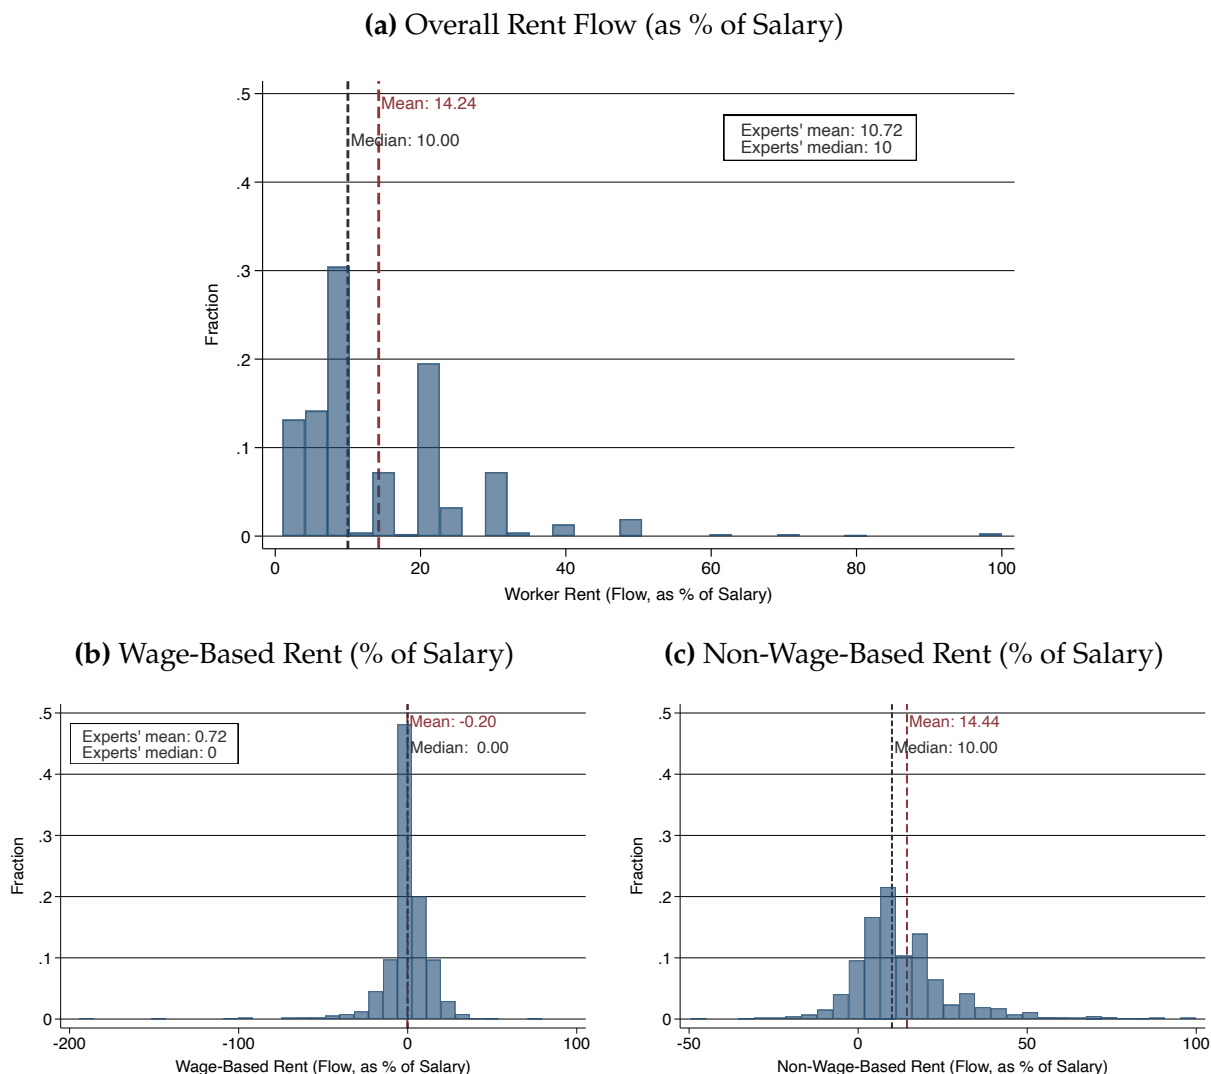 (a) Overall Rent Flow (as % of Salary)
.5
.4
.3
.2
.1
0
Fraction
Mean: 14.24
Median: 10.00
Experts' mean: 10.72
Experts' median: 10
0 20 40 60 80 100
Worker Rent (Flow, as % of Salary)
(b) Wage-Based Rent (% of Salary)
.5
.4
.3
.2
.1
0
Fraction
Experts' mean: 0.72
Experts' median: 0
Mean: -0.20
Median: 0.00
-200 -100 0 100
Wage-Based Rent (Flow, as % of Salary)
(c) Non-Wage-Based Rent (% of Salary)
.5
.4
.3
.2
.1
0
Fraction
Mean: 14.44
Median: 10.00
-50 0 50 100
Non-Wage-Based Rent (Flow, as % of Salary)